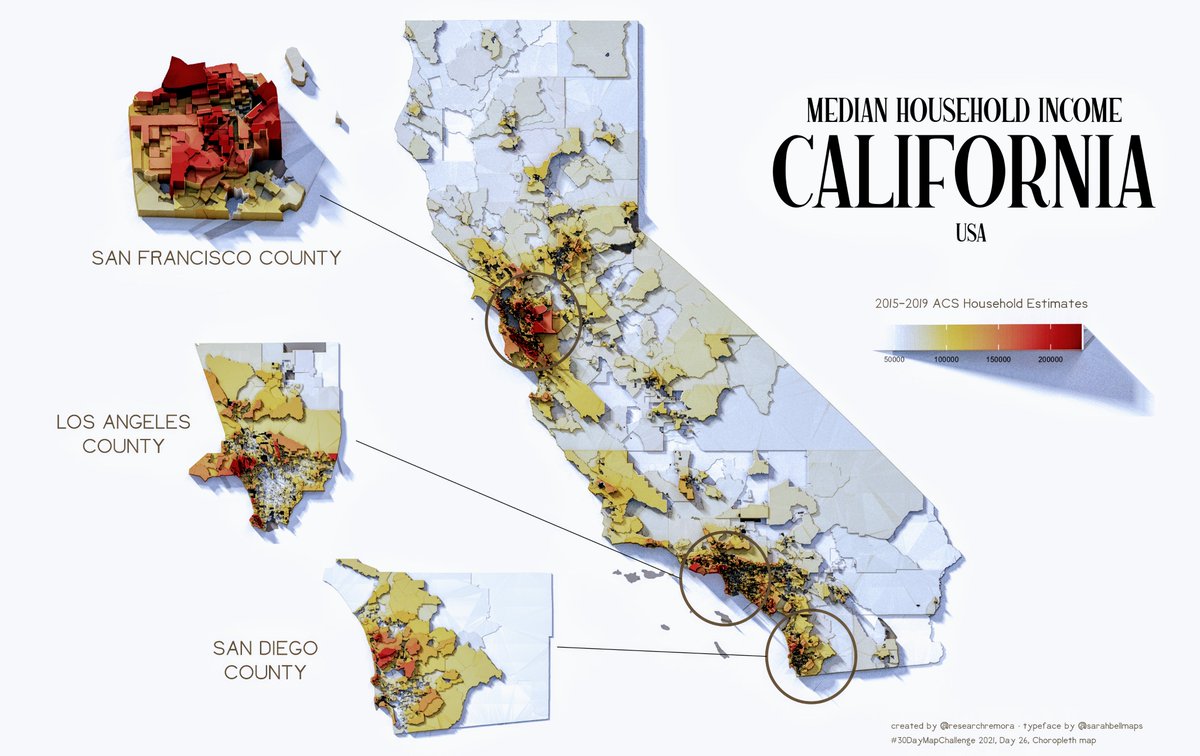 MEDIAN HOUSEHOLD INCOME
CALIFORNIA
USA
SAN FRANCISCO COUNTY
2015-2019 ACS Household Estimates
50000 100000 150000 200000
LOS ANGELES
COUNTY
SAN DIEGO
COUNTY
created by @researchremora · typeface by @sarahbellmaps
#30DayMapChallenge 2021, Day 26, Choropleth map